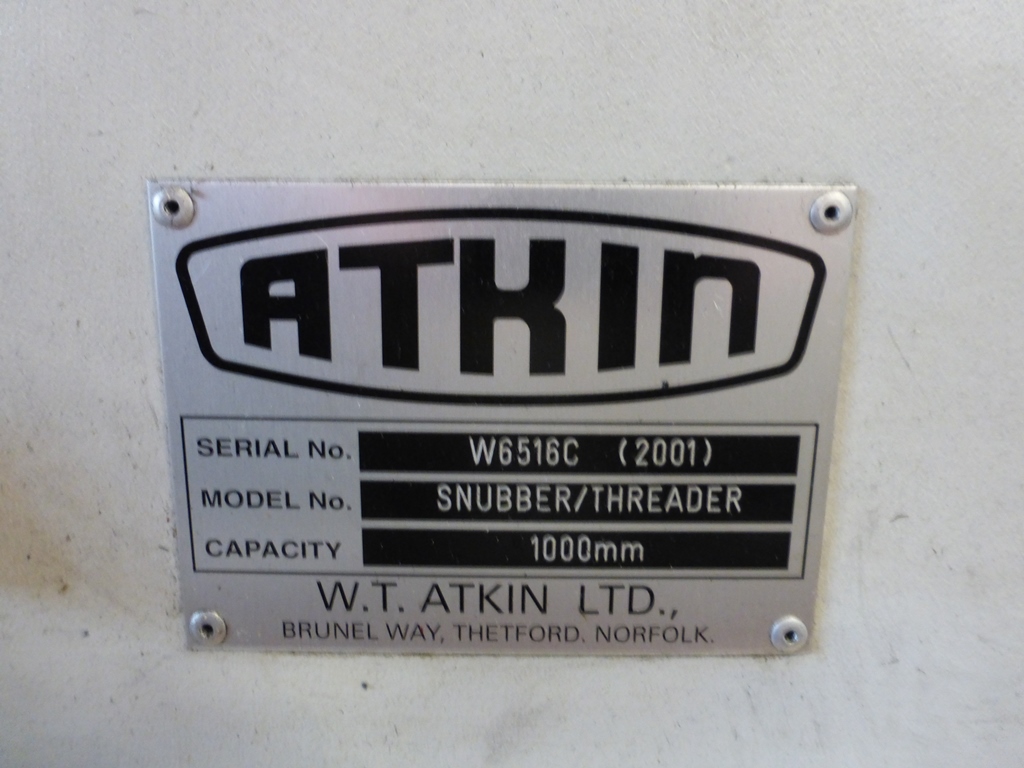 ATKIN
SERIAL No. W6516C (2001)
MODEL No. SNUBBER/THREADER
CAPACITY 1000mm
W.T. ATKIN LTD.,
BRUNEL WAY, THETFORD. NORFOLK.